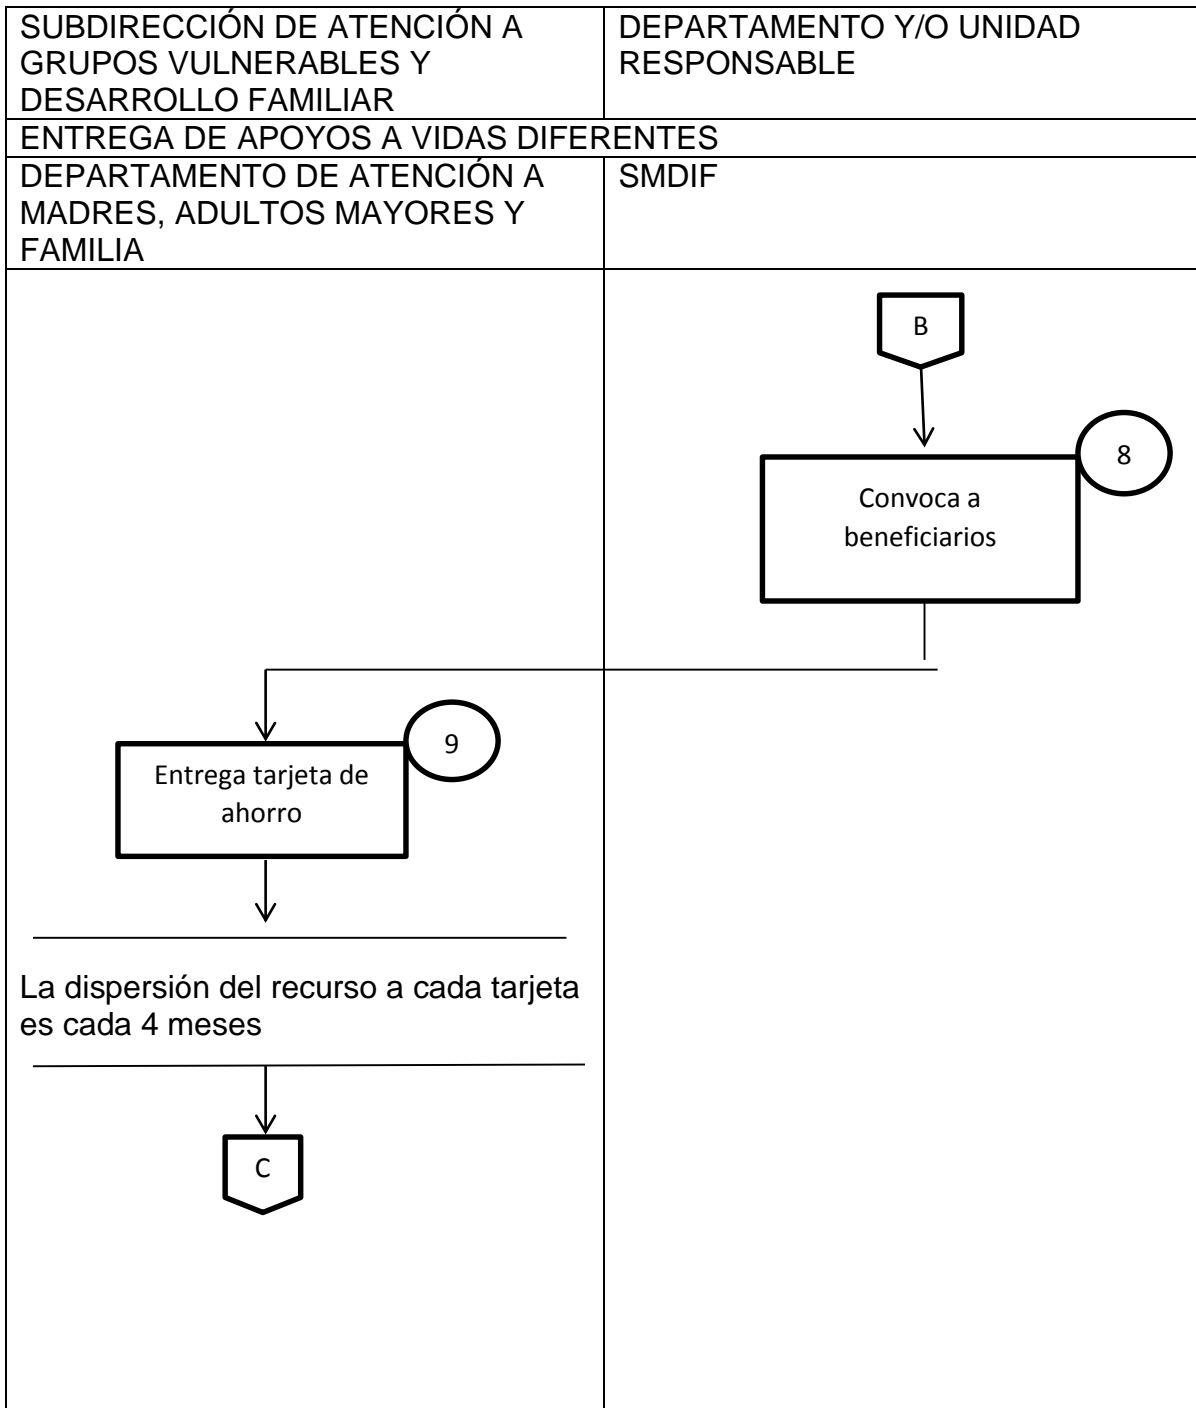 SUBDIRECCIÓN DE ATENCIÓN A
GRUPOS VULNERABLES Y
DESARROLLO FAMILIAR
DEPARTAMENTO Y/O UNIDAD
RESPONSABLE
ENTREGA DE APOYOS A VIDAS DIFERENTES
DEPARTAMENTO DE ATENCIÓN A
MADRES, ADULTOS MAYORES Y
FAMILIA
SMDIF
B
8
Convoca a
beneficiarios
9
Entrega tarjeta de
ahorro
La dispersión del recurso a cada tarjeta
es cada 4 meses
C